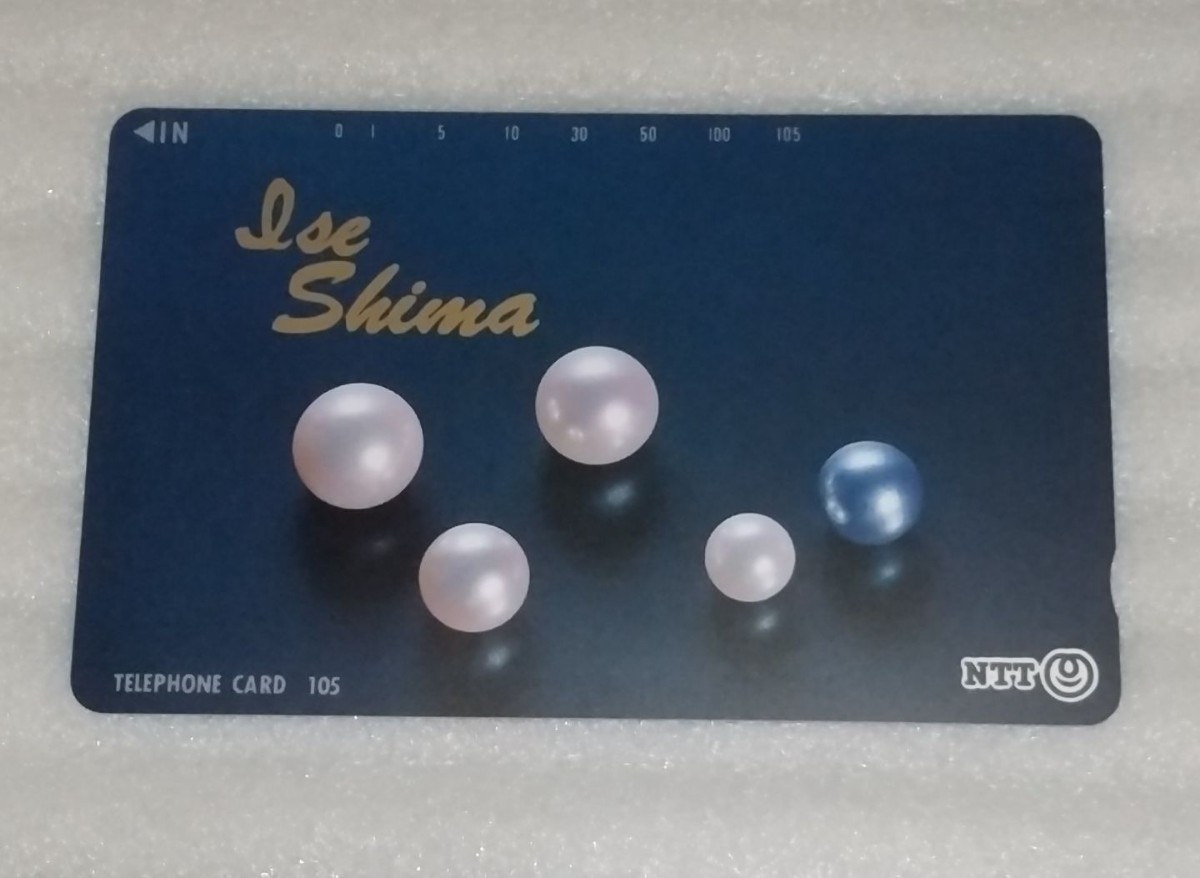 ◀IN 0 1 5 10 30 50 100 105
Ise
Shima
TELEPHONE CARD 105
NTT